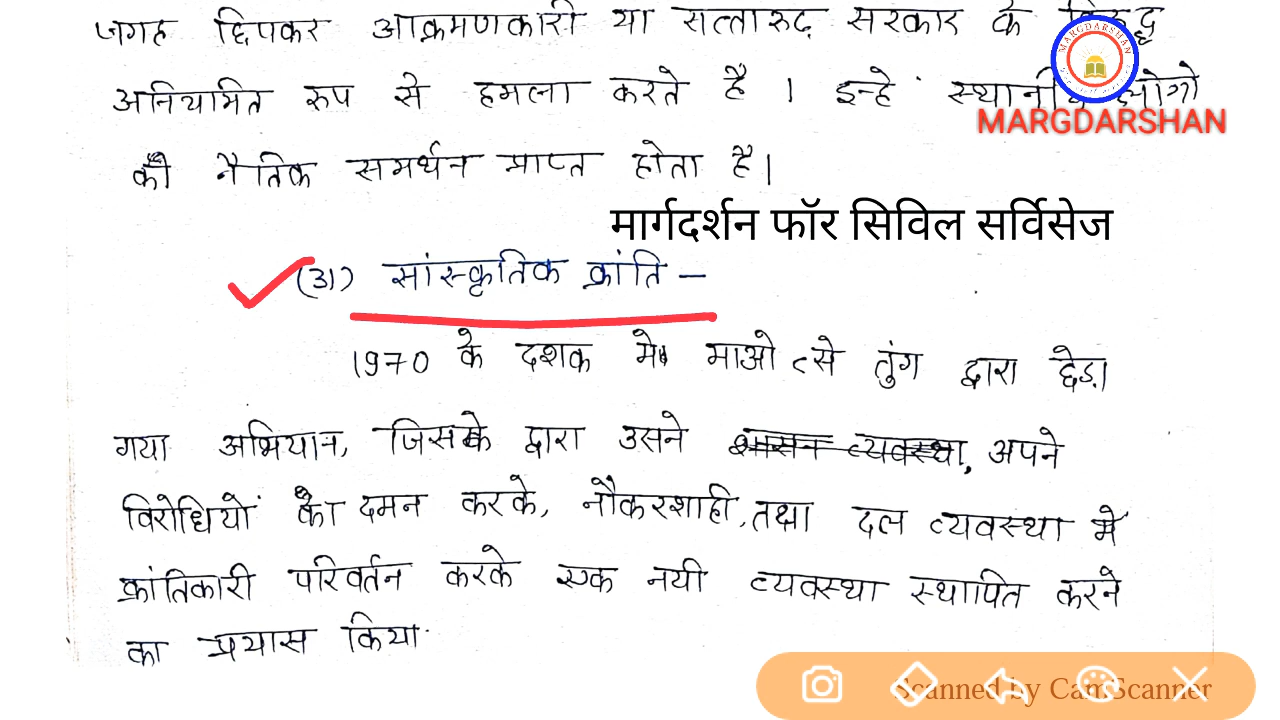 जगह छिपकर आक्रमणकारी या सत्तारुढ़ सरकार के विरुद्ध
अनियामित रूप से हमला करते है । इन्हे स्थानीय लोगो
MARGDARSHAN
MARGDARSHAN
को नैतिक समर्थन प्राप्त होता है।
मार्गदर्शन फॉर सिविल सर्विसेज
(अ) सांस्कृतिक क्रांति –
1970 के दशक मे माओ त्से तुंग द्वारा छेड़ा
गया अभियान, जिसके द्वारा उसने शासन व्यवस्था, अपने
विरोधियों का दमन करके, नौकरशाही, तथा दल व्यवस्था मे
क्रांतिकारी परिवर्तन करके एक नयी व्यवस्था स्थापित करने
का प्रयास किया
Scanned by CamScanner